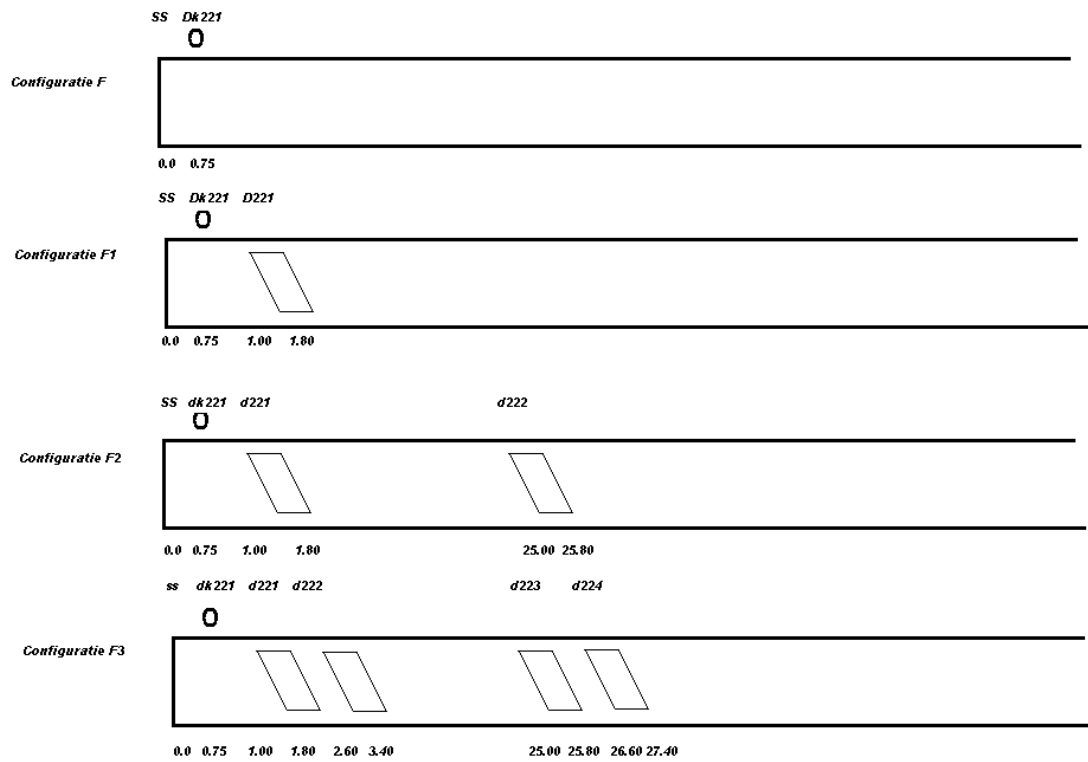 SS Dk221
Configuratie F
0.0 0.75
SS Dk221 D221
Configuratie F1
0.0 0.75 1.00 1.80
SS dk221 d221 d222
Configuratie F2
0.0 0.75 1.00 1.80 25.00 25.80
ss dk221 d221 d222 d223 d224
Configuratie F3
0.0 0.75 1.00 1.80 2.60 3.40 25.00 25.80 26.60 27.40